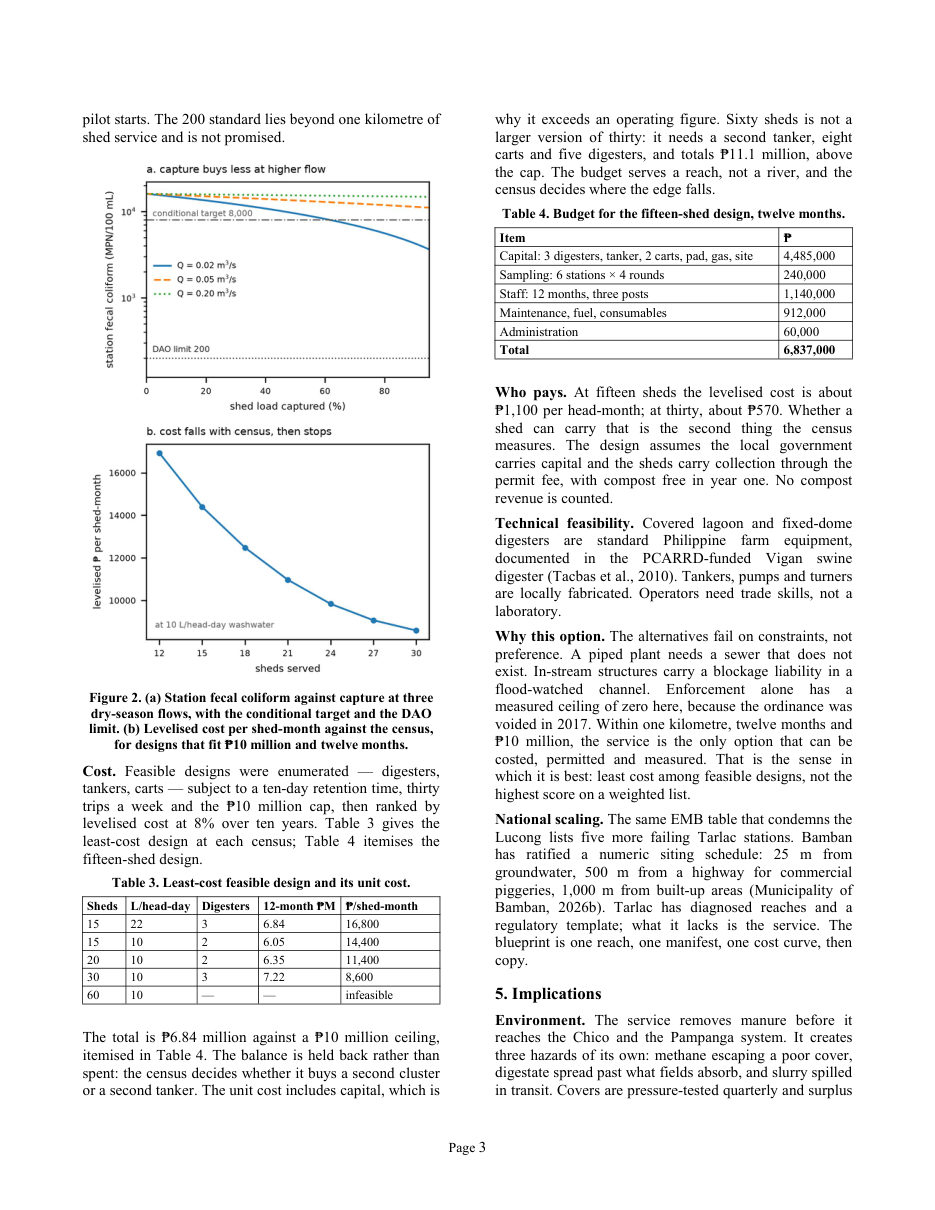 pilot starts. The 200 standard lies beyond one kilometre of
shed service and is not promised.
a. capture buys less at higher flow
station fecal coliform (MPN/100 mL)
10⁴
10³
conditional target 8,000
Q = 0.02 m³/s
Q = 0.05 m³/s
Q = 0.20 m³/s
DAO limit 200
0 20 40 60 80
shed load captured (%)
b. cost falls with census, then stops
levelised ₱ per shed-month
16000
14000
12000
10000
at 10 L/head-day washwater
12 15 18 21 24 27 30
sheds served
Figure 2. (a) Station fecal coliform against capture at three
dry-season flows, with the conditional target and the DAO
limit. (b) Levelised cost per shed-month against the census,
for designs that fit ₱10 million and twelve months.
Cost. Feasible designs were enumerated — digesters,
tankers, carts — subject to a ten-day retention time, thirty
trips a week and the ₱10 million cap, then ranked by
levelised cost at 8% over ten years. Table 3 gives the
least-cost design at each census; Table 4 itemises the
fifteen-shed design.
Table 3. Least-cost feasible design and its unit cost.
Sheds L/head-day Digesters 12-month ₱M ₱/shed-month
15 22 3 6.84 16,800
15 10 2 6.05 14,400
20 10 2 6.35 11,400
30 10 3 7.22 8,600
60 10 — — infeasible
The total is ₱6.84 million against a ₱10 million ceiling,
itemised in Table 4. The balance is held back rather than
spent: the census decides whether it buys a second cluster
or a second tanker. The unit cost includes capital, which is
why it exceeds an operating figure. Sixty sheds is not a
larger version of thirty: it needs a second tanker, eight
carts and five digesters, and totals ₱11.1 million, above
the cap. The budget serves a reach, not a river, and the
census decides where the edge falls.
Table 4. Budget for the fifteen-shed design, twelve months.
Item ₱
Capital: 3 digesters, tanker, 2 carts, pad, gas, site 4,485,000
Sampling: 6 stations × 4 rounds 240,000
Staff: 12 months, three posts 1,140,000
Maintenance, fuel, consumables 912,000
Administration 60,000
Total 6,837,000
Who pays. At fifteen sheds the levelised cost is about
₱1,100 per head-month; at thirty, about ₱570. Whether a
shed can carry that is the second thing the census
measures. The design assumes the local government
carries capital and the sheds carry collection through the
permit fee, with compost free in year one. No compost
revenue is counted.
Technical feasibility. Covered lagoon and fixed-dome
digesters are standard Philippine farm equipment,
documented in the PCARRD-funded Vigan swine
digester (Tacbas et al., 2010). Tankers, pumps and turners
are locally fabricated. Operators need trade skills, not a
laboratory.
Why this option. The alternatives fail on constraints, not
preference. A piped plant needs a sewer that does not
exist. In-stream structures carry a blockage liability in a
flood-watched channel. Enforcement alone has a
measured ceiling of zero here, because the ordinance was
voided in 2017. Within one kilometre, twelve months and
₱10 million, the service is the only option that can be
costed, permitted and measured. That is the sense in
which it is best: least cost among feasible designs, not the
highest score on a weighted list.
National scaling. The same EMB table that condemns the
Lucong lists five more failing Tarlac stations. Bamban
has ratified a numeric siting schedule: 25 m from
groundwater, 500 m from a highway for commercial
piggeries, 1,000 m from built-up areas (Municipality of
Bamban, 2026b). Tarlac has diagnosed reaches and a
regulatory template; what it lacks is the service. The
blueprint is one reach, one manifest, one cost curve, then
copy.
5. Implications
Environment. The service removes manure before it
reaches the Chico and the Pampanga system. It creates
three hazards of its own: methane escaping a poor cover,
digestate spread past what fields absorb, and slurry spilled
in transit. Covers are pressure-tested quarterly and surplus
Page 3